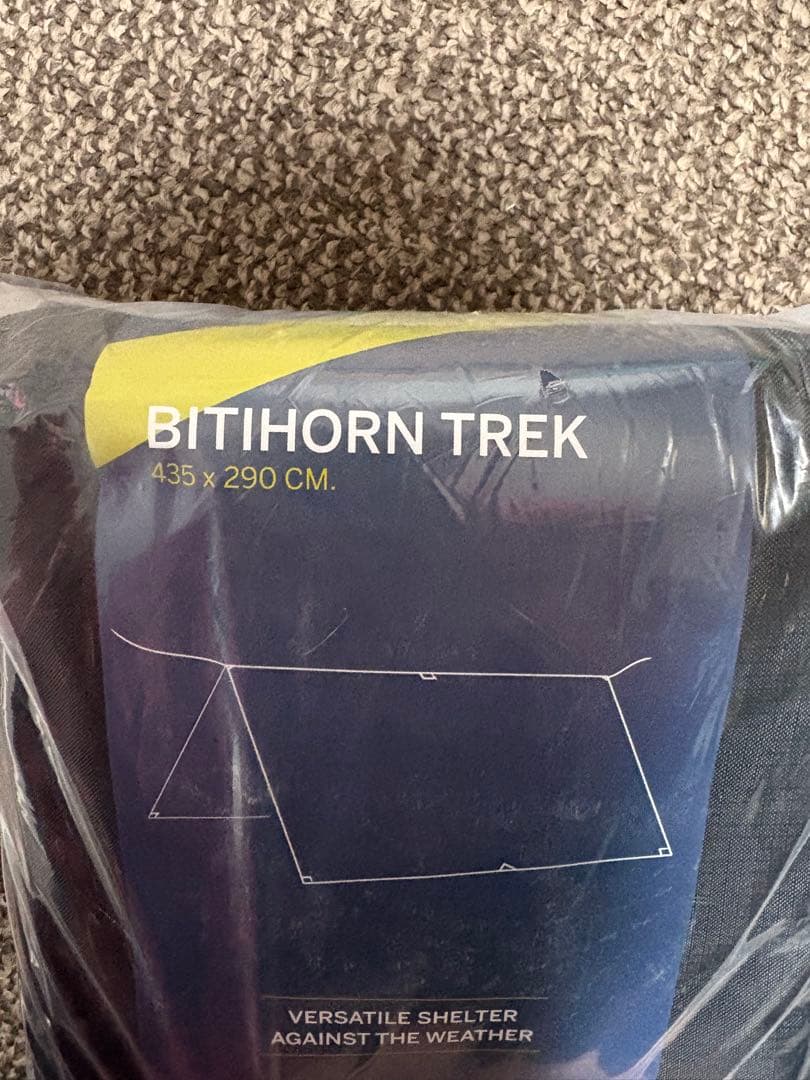 BITIHORN TREK
435 x 290 CM.
VERSATILE SHELTER
AGAINST THE WEATHER